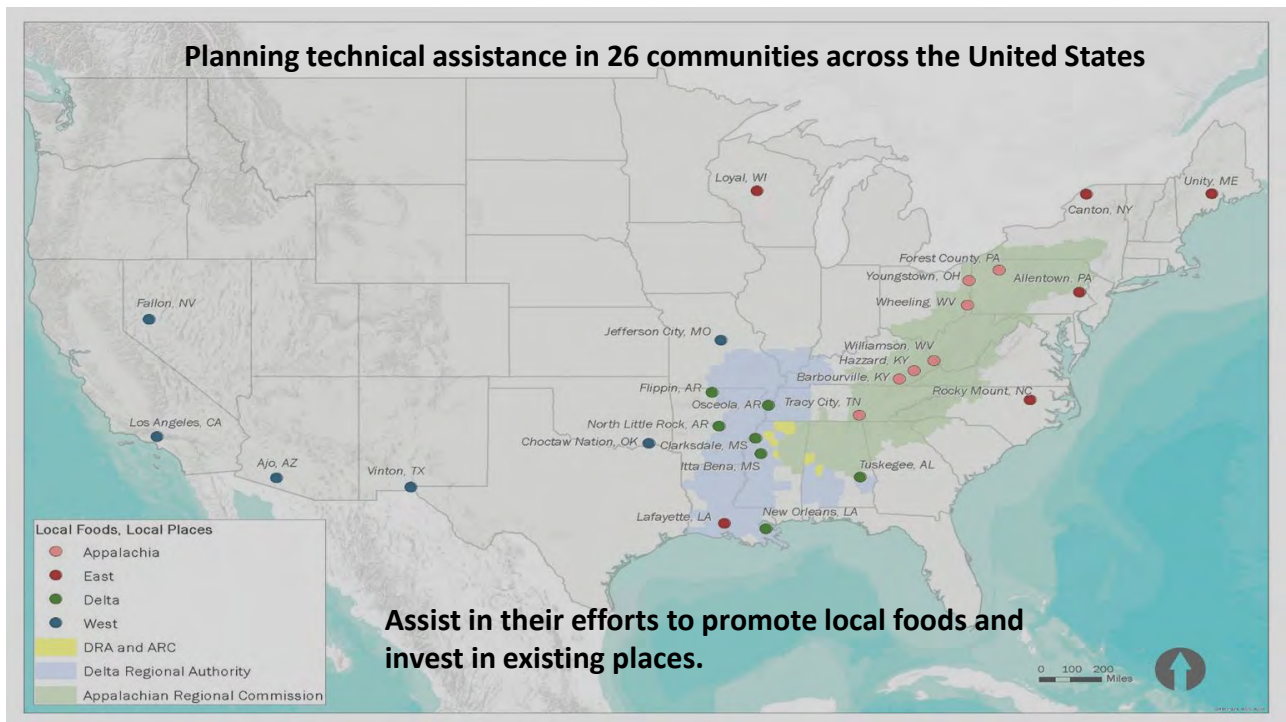 Planning technical assistance in 26 communities across the United States
Loyal, WI
Unity, ME
Canton, NY
Forest County, PA
Youngstown, OH
Allentown, PA
Fallon, NV
Wheeling, WV
Jefferson City, MO
Williamson, WV
Hazzard, KY
Barbourville, KY
Flippin, AR
Rocky Mount, NC
Osceola, AR
Tracy City, TN
Los Angeles, CA
North Little Rock, AR
Choctaw Nation, OK
Clarksdale, MS
Itta Bena, MS
Ajo, AZ
Vinton, TX
Tuskegee, AL
Lafayette, LA
New Orleans, LA
Local Foods, Local Places
Appalachia
East
Delta
West
DRA and ARC
Delta Regional Authority
Appalachian Regional Commission
Assist in their efforts to promote local foods and
invest in existing places.
0 100 200
Miles